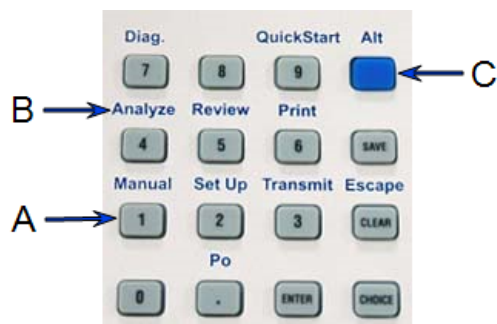 Diag. QuickStart Alt
7 8 9 C
B Analyze Review Print
4 5 6 SAVE
Manual Set Up Transmit Escape
A 1 2 3 CLEAR
Po
0 . ENTER CHOICE